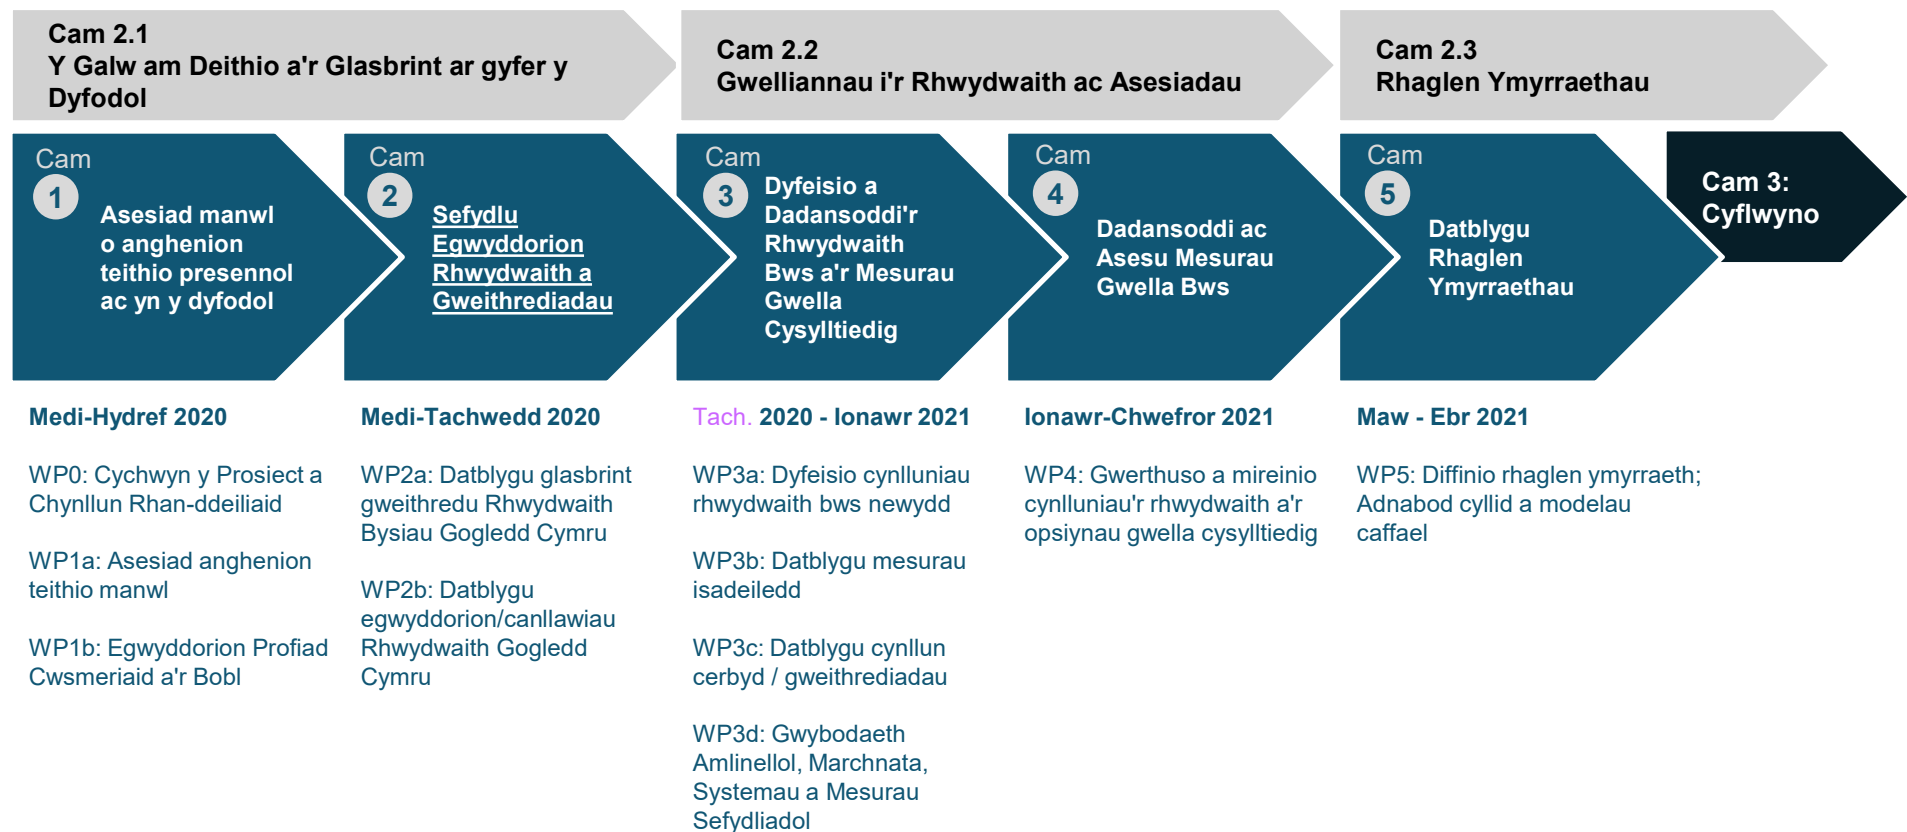 Cam 2.1
Y Galw am Deithio a'r Glasbrint ar gyfer y
Dyfodol
Cam 2.2
Gwelliannau i'r Rhwydwaith ac Asesiadau
Cam 2.3
Rhaglen Ymyrraethau
Cam
1
Asesiad manwl
o anghenion
teithio presennol
ac yn y dyfodol
Cam
2
Sefydlu
Egwyddorion
Rhwydwaith a
Gweithrediadau
Cam
3
Dyfeisio a
Dadansoddi'r
Rhwydwaith
Bws a'r Mesurau
Gwella
Cysylltiedig
Cam
4
Dadansoddi ac
Asesu Mesurau
Gwella Bws
Cam
5
Datblygu
Rhaglen
Ymyrraethau
Cam 3:
Cyflwyno
Medi-Hydref 2020
WP0: Cychwyn y Prosiect a
Chynllun Rhan-ddeiliaid
WP1a: Asesiad anghenion
teithio manwl
WP1b: Egwyddorion Profiad
Cwsmeriaid a'r Bobl
Medi-Tachwedd 2020
WP2a: Datblygu glasbrint
gweithredu Rhwydwaith
Bysiau Gogledd Cymru
WP2b: Datblygu
egwyddorion/canllawiau
Rhwydwaith Gogledd
Cymru
Tach. 2020 - Ionawr 2021
WP3a: Dyfeisio cynlluniau
rhwydwaith bws newydd
WP3b: Datblygu mesurau
isadeiledd
WP3c: Datblygu cynllun
cerbyd / gweithrediadau
WP3d: Gwybodaeth
Amlinellol, Marchnata,
Systemau a Mesurau
Sefydliadol
Ionawr-Chwefror 2021
WP4: Gwerthuso a mireinio
cynlluniau'r rhwydwaith a'r
opsiynau gwella cysylltiedig
Maw - Ebr 2021
WP5: Diffinio rhaglen ymyrraeth;
Adnabod cyllid a modelau
caffael